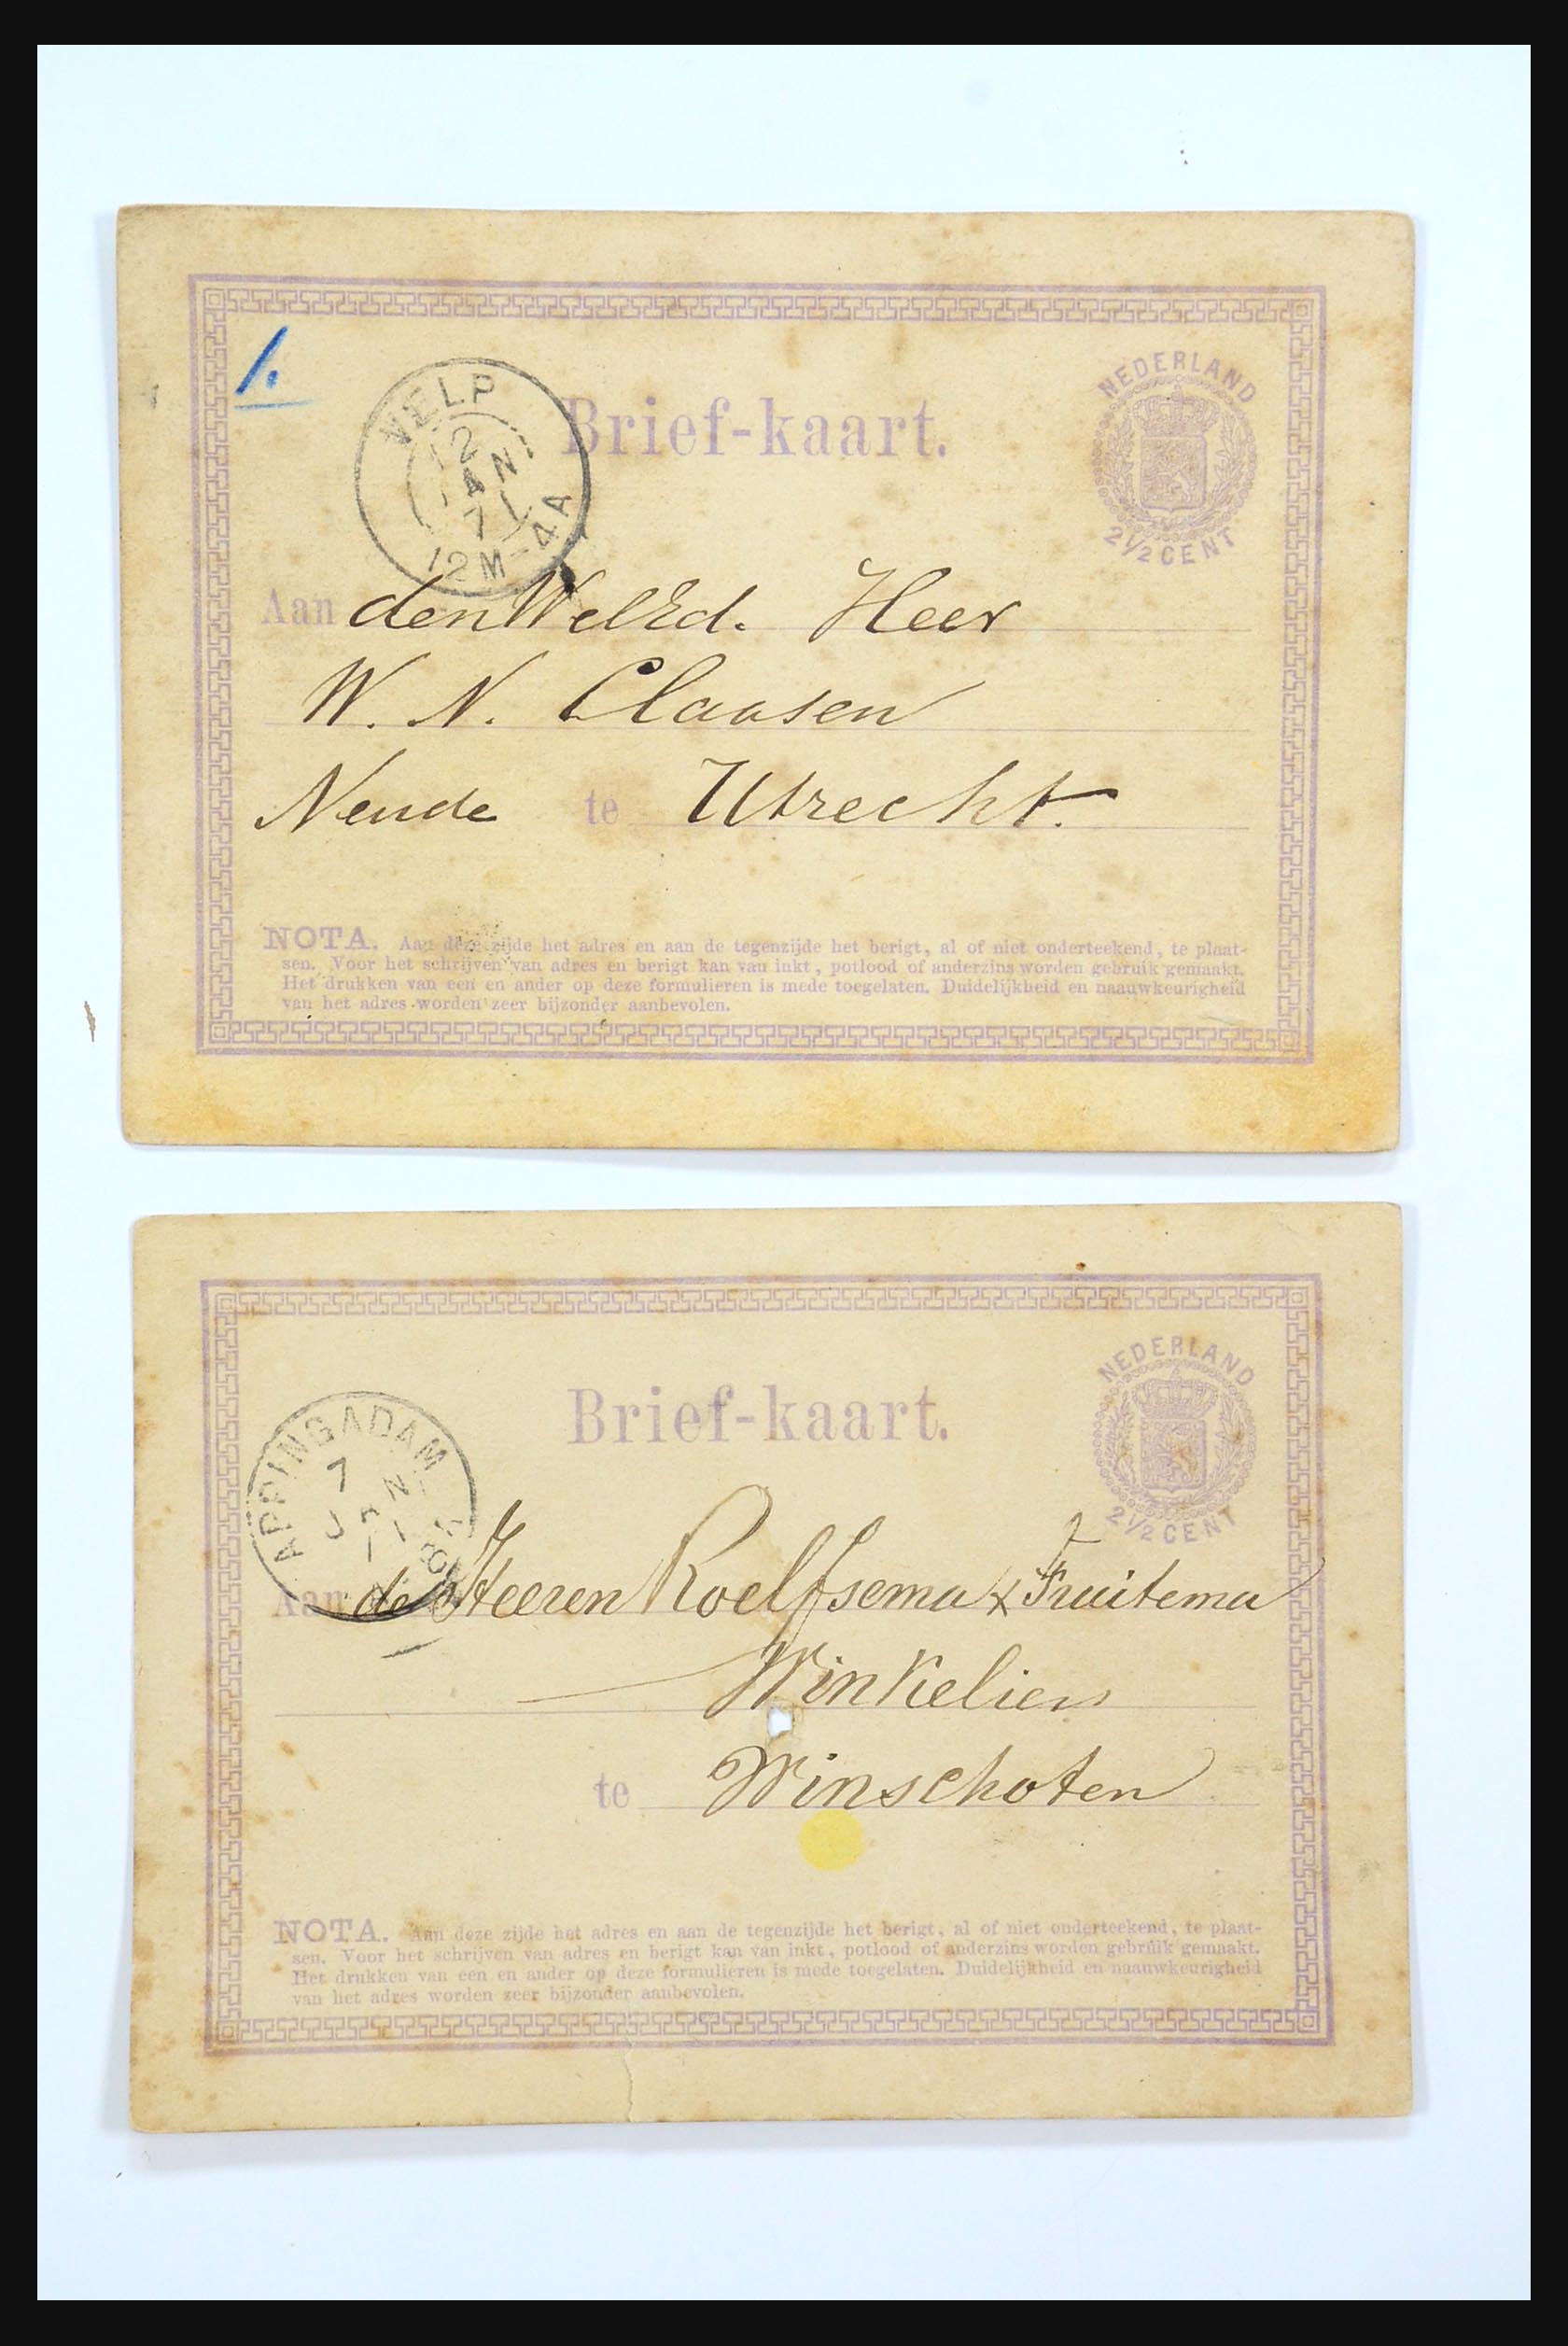 1.
VELP
12
JAN
71
12M-4A
Brief-kaart.
NEDERLAND
2½ CENT
Aan den WelEd. Heer
W. N. Claasen
Neude te Utrecht.
NOTA. Aan deze zijde het adres en aan de tegenzijde het berigt, al of niet onderteekend, te plaat-
sen. Voor het schrijven van adres en berigt kan van inkt, potlood of anderzins worden gebruik gemaakt.
Het drukken van een en ander op deze formulieren is mede toegelaten. Duidelijkheid en naauwkeurigheid
van het adres worden zeer bijzonder aanbevolen.
APPINGADAM
7
JAN
Brief-kaart.
NEDERLAND
2½ CENT
Aan de Heeren Roelfsema & Fruitema
Winkeliers
te Winschoten
NOTA. Aan deze zijde het adres en aan de tegenzijde het berigt, al of niet onderteekend, te plaat-
sen. Voor het schrijven van adres en berigt kan van inkt, potlood of anderzins worden gebruik gemaakt.
Het drukken van een en ander op deze formulieren is mede toegelaten. Duidelijkheid en naauwkeurigheid
van het adres worden zeer bijzonder aanbevolen.